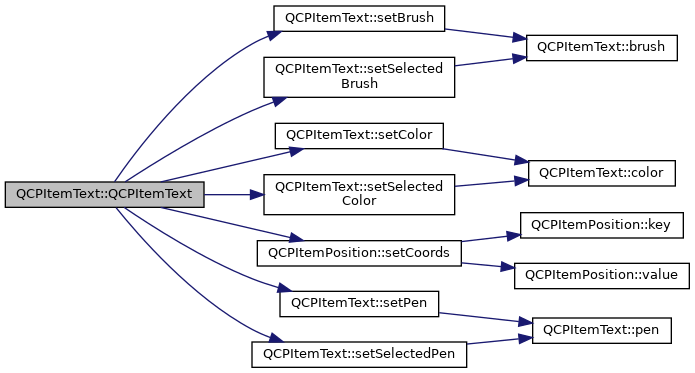 QCPItemText::QCPItemText
QCPItemText::setBrush
QCPItemText::setSelected
Brush
QCPItemText::setColor
QCPItemText::setSelected
Color
QCPItemPosition::setCoords
QCPItemText::setPen
QCPItemText::setSelectedPen
QCPItemText::brush
QCPItemText::color
QCPItemPosition::key
QCPItemPosition::value
QCPItemText::pen